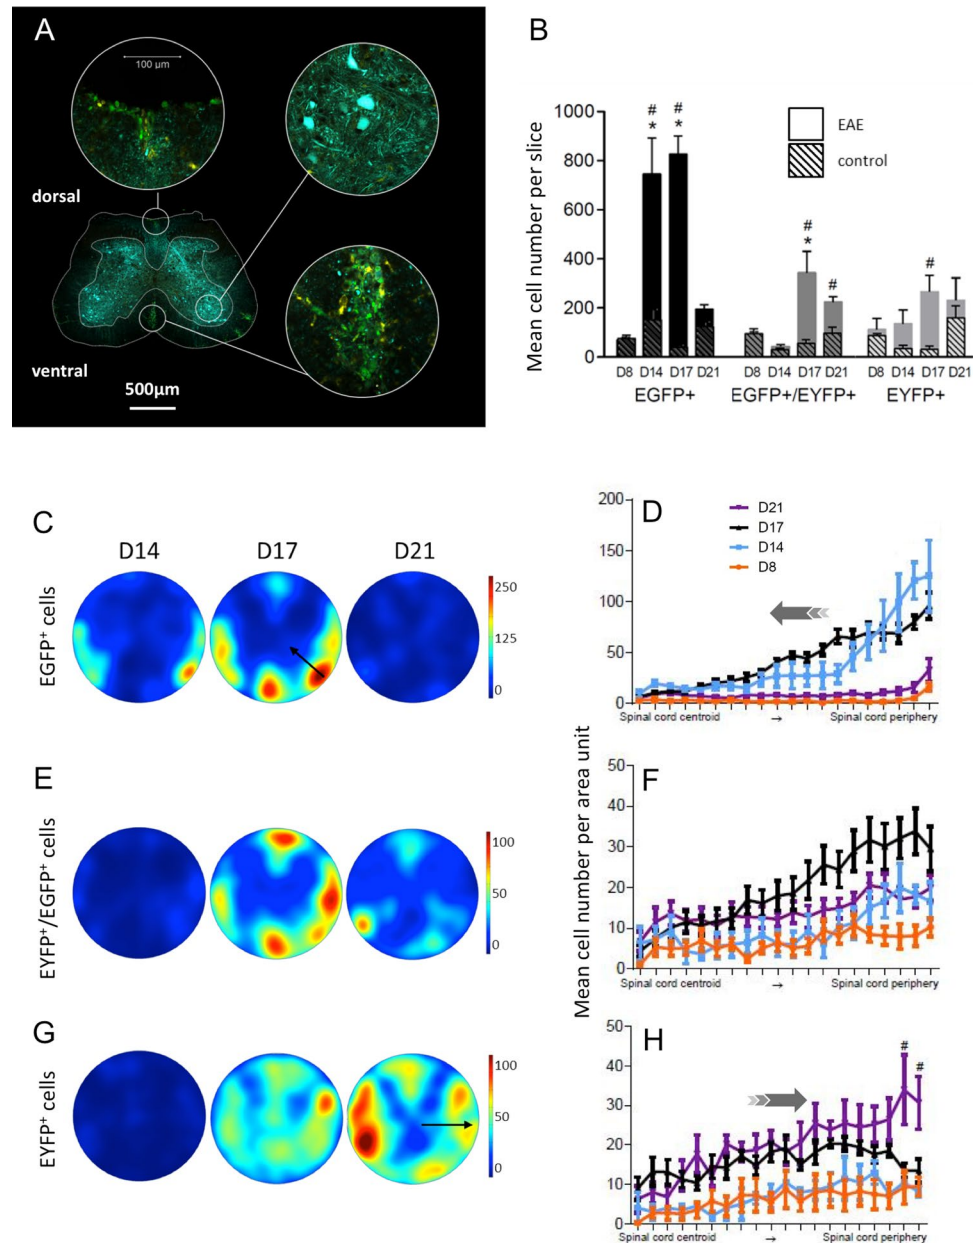 A
100 µm
dorsal
ventral
500µm
B
Mean cell number per slice
1000
800
600
400
200
0
EAE
control
# # 
* *
#
*
#
#
D8 D14 D17 D21 D8 D14 D17 D21 D8 D14 D17 D21
EGFP+ EGFP+/EYFP+ EYFP+
C
D14 D17 D21
EGFP⁺ cells
250
125
0
D
200
150
100
50
0
D21
D17
D14
D8
Spinal cord centroid → Spinal cord periphery
Mean cell number per area unit
E
EYFP⁺/EGFP⁺ cells
100
50
0
F
50
40
30
20
10
0
Spinal cord centroid → Spinal cord periphery
G
EYFP⁺ cells
100
50
0
H
50
40
30
20
10
0
# #
Spinal cord centroid → Spinal cord periphery